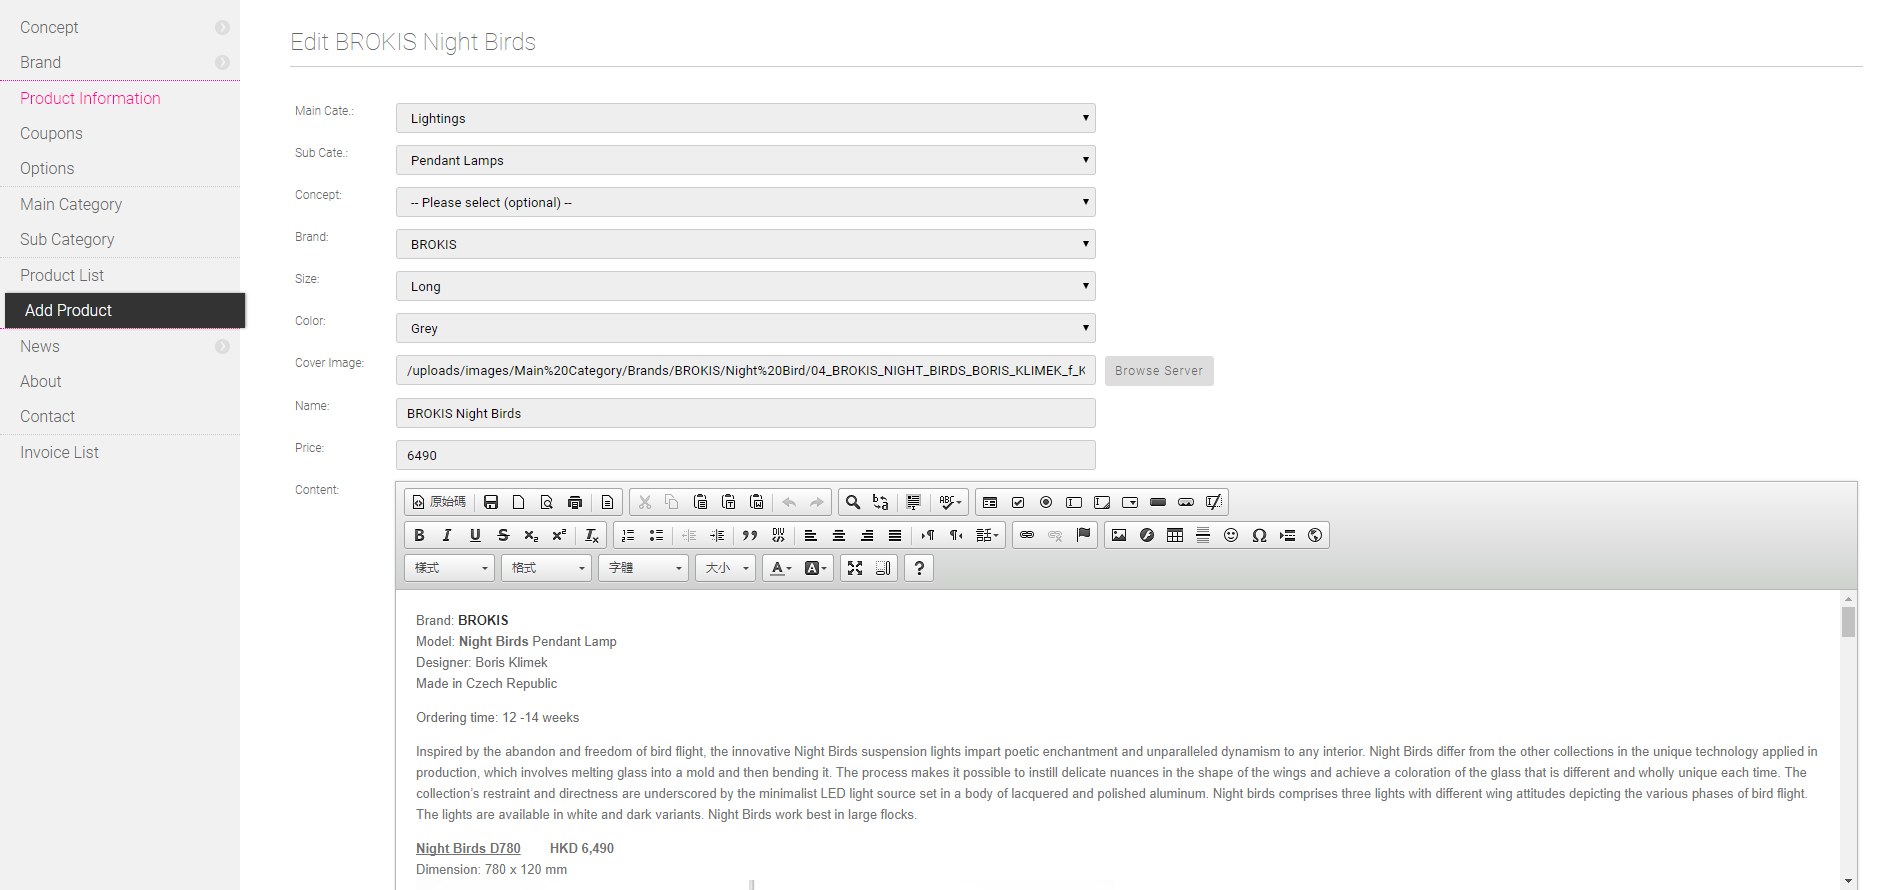 Concept
Brand
Product Information
Coupons
Options
Main Category
Sub Category
Product List
Add Product
News
About
Contact
Invoice List
Edit BROKIS Night Birds
Main Cate.: Lightings
Sub Cate.: Pendant Lamps
Concept: -- Please select (optional) --
Brand: BROKIS
Size: Long
Color: Grey
Cover Image: /uploads/images/Main%20Category/Brands/BROKIS/Night%20Bird/04_BROKIS_NIGHT_BIRDS_BORIS_KLIMEK_f_K Browse Server
Name: BROKIS Night Birds
Price: 6490
Content:
原始碼
樣式 格式 字體 大小
Brand: BROKIS
Model: Night Birds Pendant Lamp
Designer: Boris Klimek
Made in Czech Republic
Ordering time: 12 -14 weeks
Inspired by the abandon and freedom of bird flight, the innovative Night Birds suspension lights impart poetic enchantment and unparalleled dynamism to any interior. Night Birds differ from the other collections in the unique technology applied in
production, which involves melting glass into a mold and then bending it. The process makes it possible to instill delicate nuances in the shape of the wings and achieve a coloration of the glass that is different and wholly unique each time. The
collection's restraint and directness are underscored by the minimalist LED light source set in a body of lacquered and polished aluminum. Night birds comprises three lights with different wing attitudes depicting the various phases of bird flight.
The lights are available in white and dark variants. Night Birds work best in large flocks.
Night Birds D780 HKD 6,490
Dimension: 780 x 120 mm